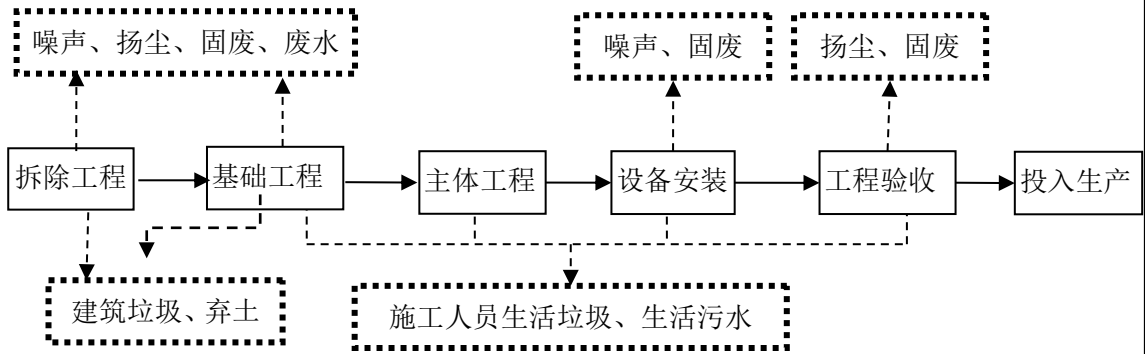 噪声、扬尘、固废、废水
噪声、固废
扬尘、固废
拆除工程
基础工程
主体工程
设备安装
工程验收
投入生产
建筑垃圾、弃土
施工人员生活垃圾、生活污水